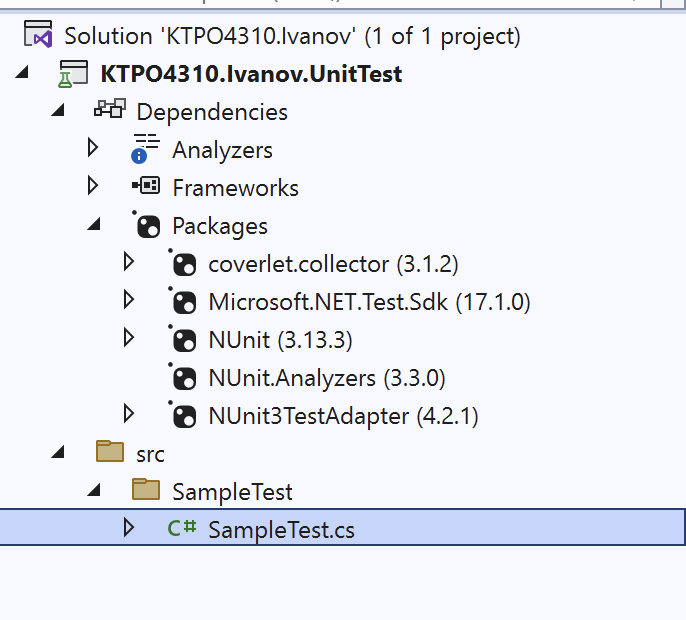 Solution 'KTPO4310.Ivanov' (1 of 1 project)
KTPO4310.Ivanov.UnitTest
Dependencies
Analyzers
Frameworks
Packages
coverlet.collector (3.1.2)
Microsoft.NET.Test.Sdk (17.1.0)
NUnit (3.13.3)
NUnit.Analyzers (3.3.0)
NUnit3TestAdapter (4.2.1)
src
SampleTest
C# SampleTest.cs